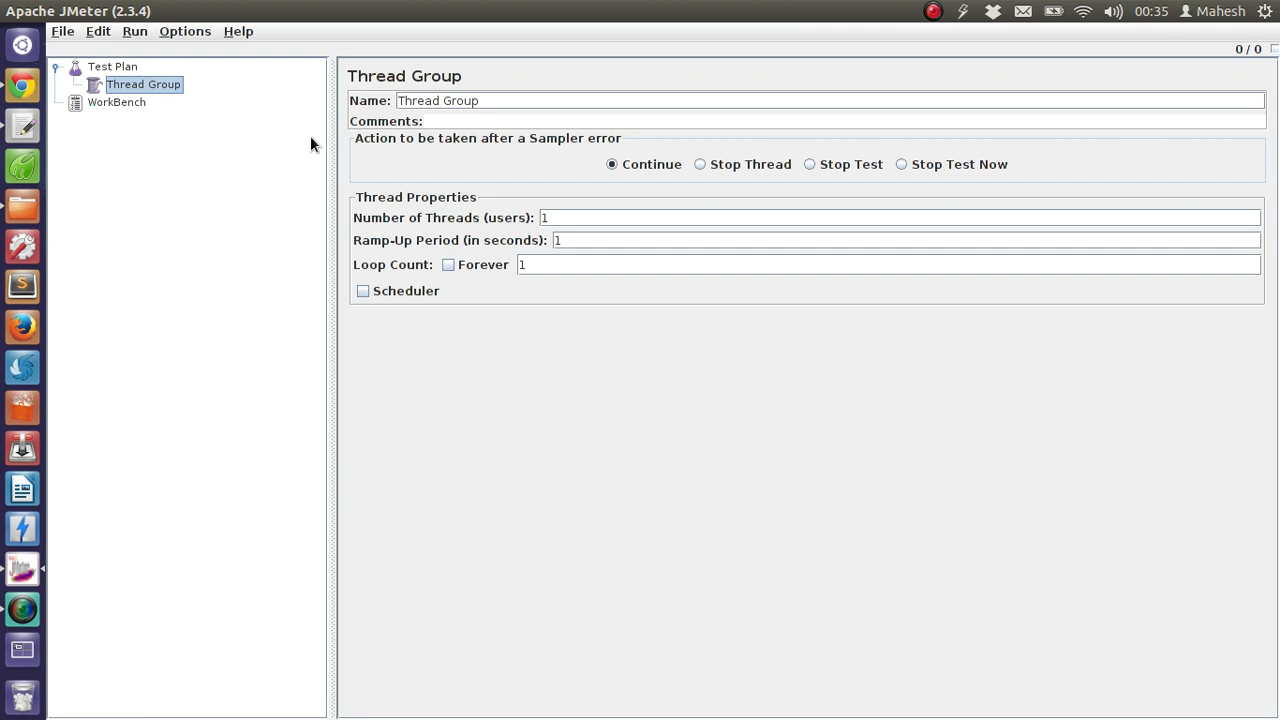 Apache JMeter (2.3.4)
00:35 Mahesh
File Edit Run Options Help
0 / 0
Test Plan
Thread Group
WorkBench
Thread Group
Name: Thread Group
Comments:
Action to be taken after a Sampler error
Continue Stop Thread Stop Test Stop Test Now
Thread Properties
Number of Threads (users): 1
Ramp-Up Period (in seconds): 1
Loop Count: Forever 1
Scheduler